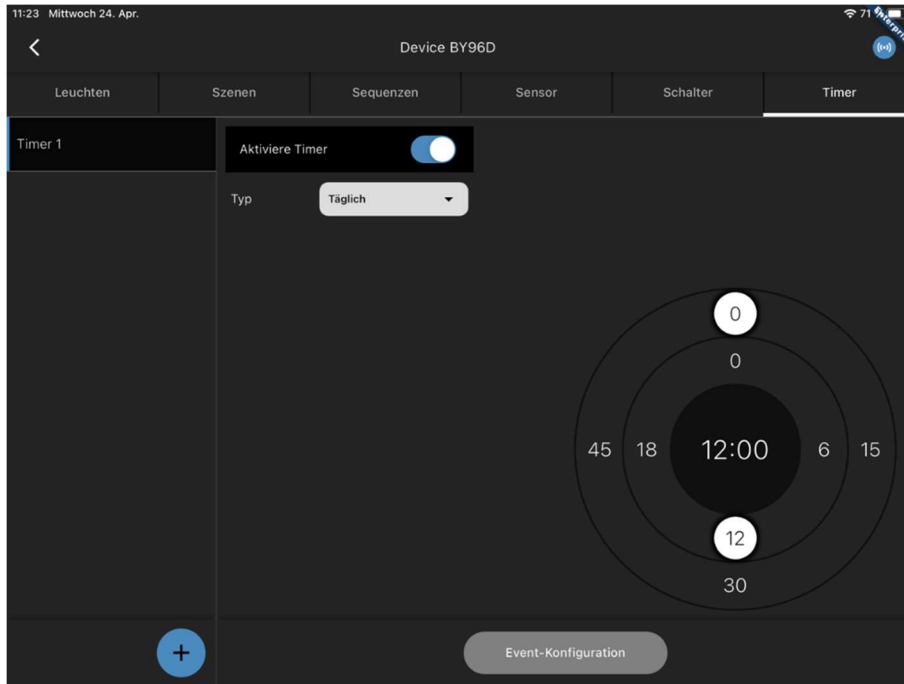 11:23 Mittwoch 24. Apr.
71
Device BY96D
Leuchten Szenen Sequenzen Sensor Schalter Timer
Timer 1
Aktiviere Timer
Typ Täglich
0
0
45 18 12:00 6 15
12
30
+
Event-Konfiguration